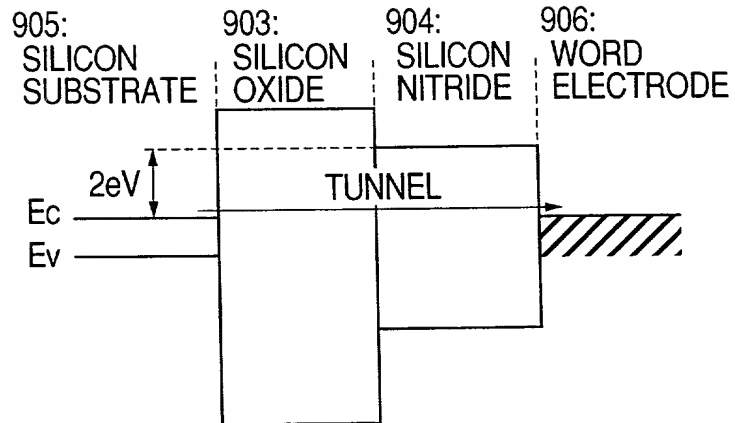 905:
SILICON
SUBSTRATE
903:
SILICON
OXIDE
904:
SILICON
NITRIDE
906:
WORD
ELECTRODE
2eV
TUNNEL
Ec
Ev